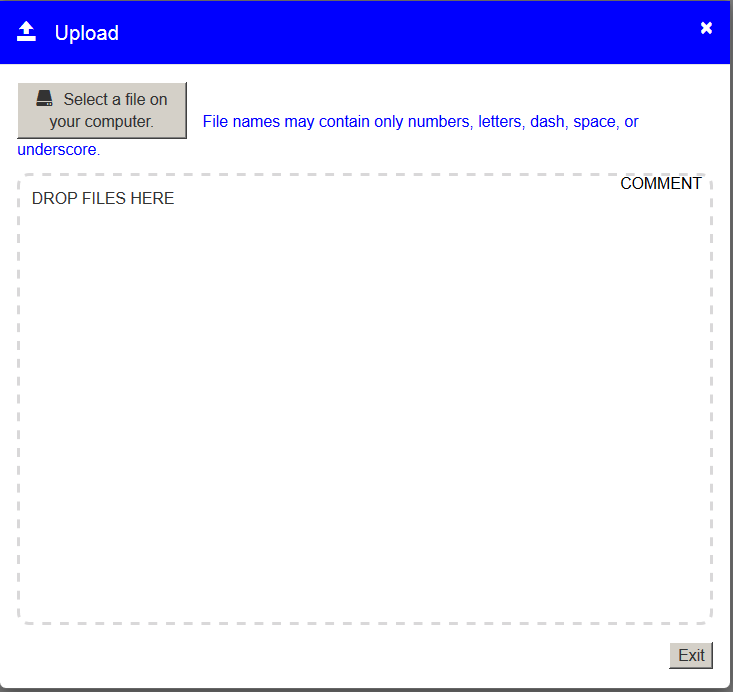 Upload
Select a file on
your computer.
File names may contain only numbers, letters, dash, space, or
underscore.
COMMENT
DROP FILES HERE
Exit